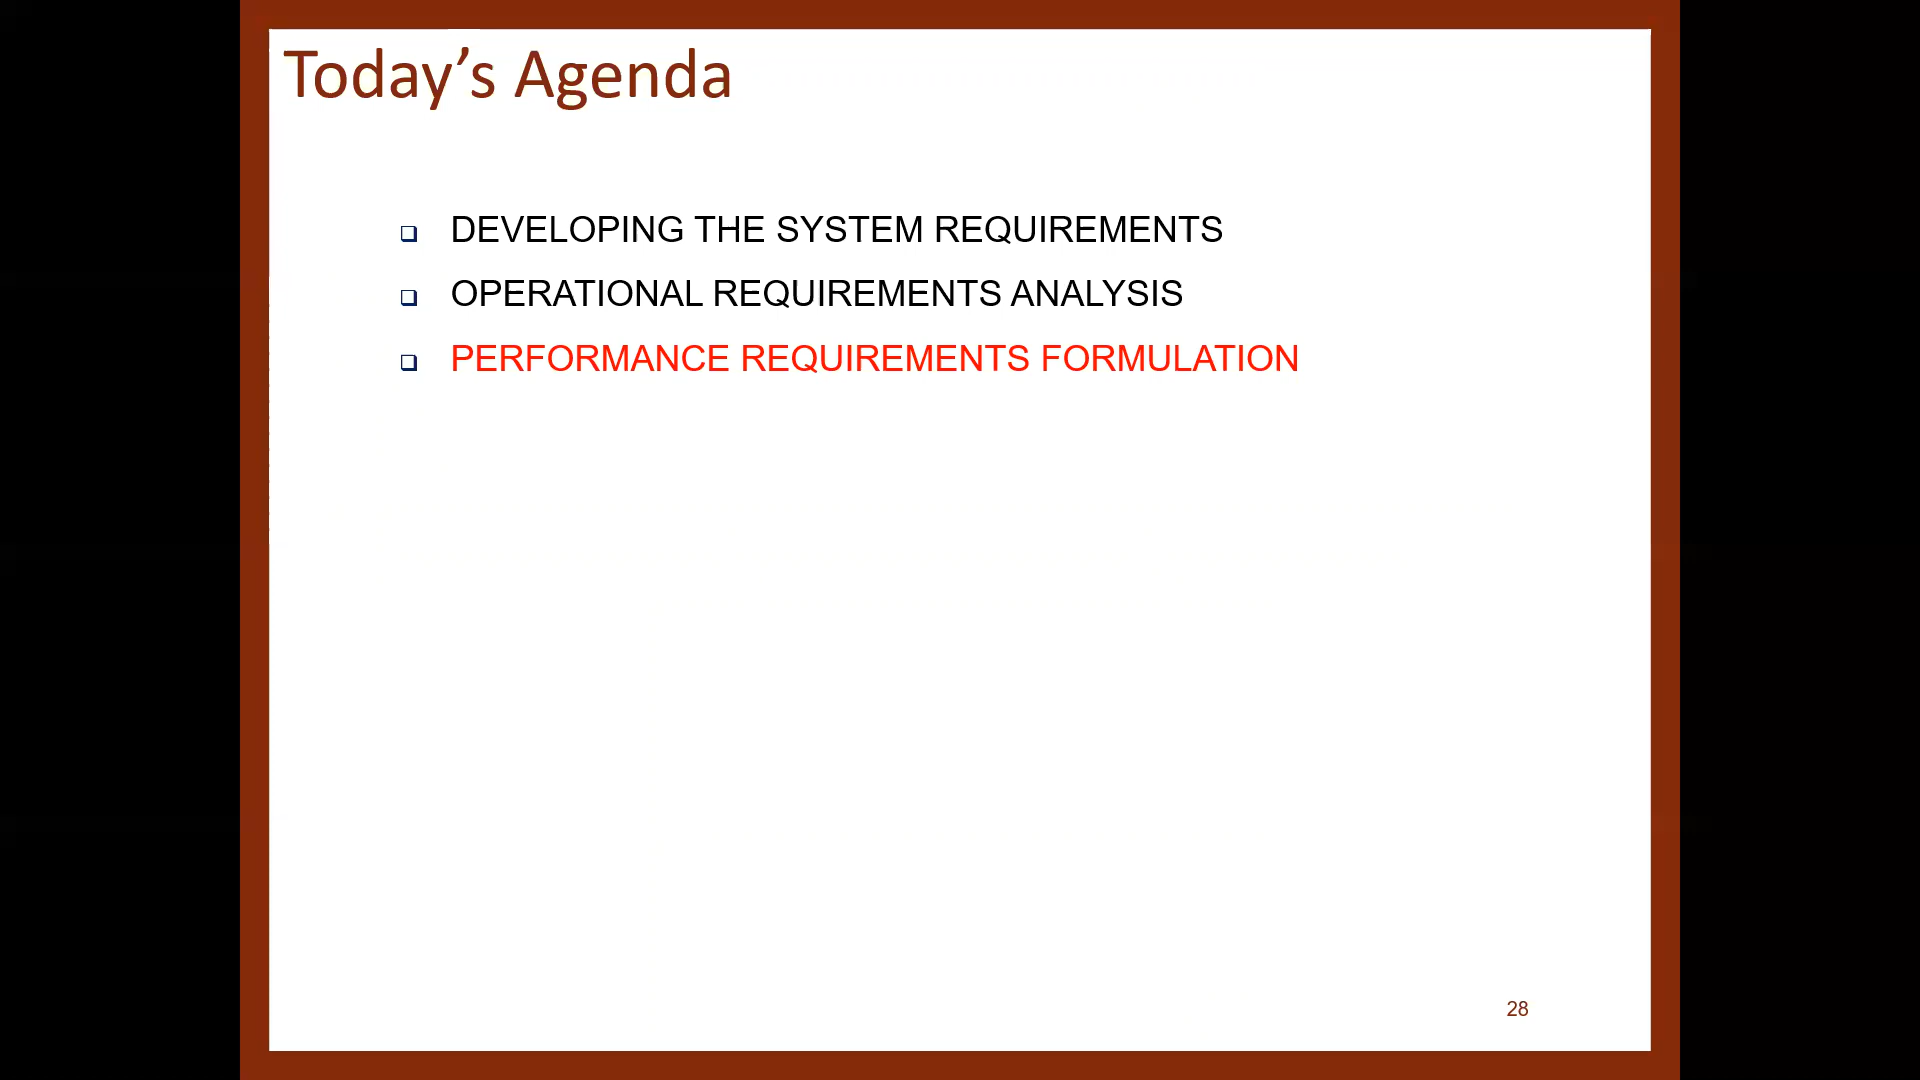 Today’s Agenda
❑ DEVELOPING THE SYSTEM REQUIREMENTS
❑ OPERATIONAL REQUIREMENTS ANALYSIS
❑ PERFORMANCE REQUIREMENTS FORMULATION
28